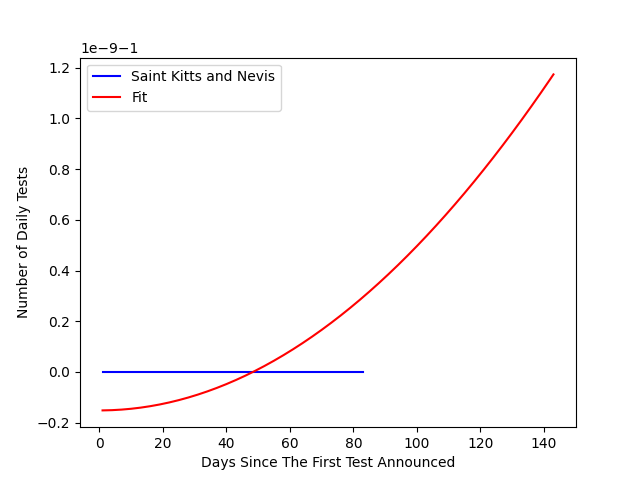 1e−9−1
1.2
1.0
0.8
0.6
0.4
0.2
0.0
−0.2
Number of Daily Tests
Saint Kitts and Nevis
Fit
0 20 40 60 80 100 120 140
Days Since The First Test Announced